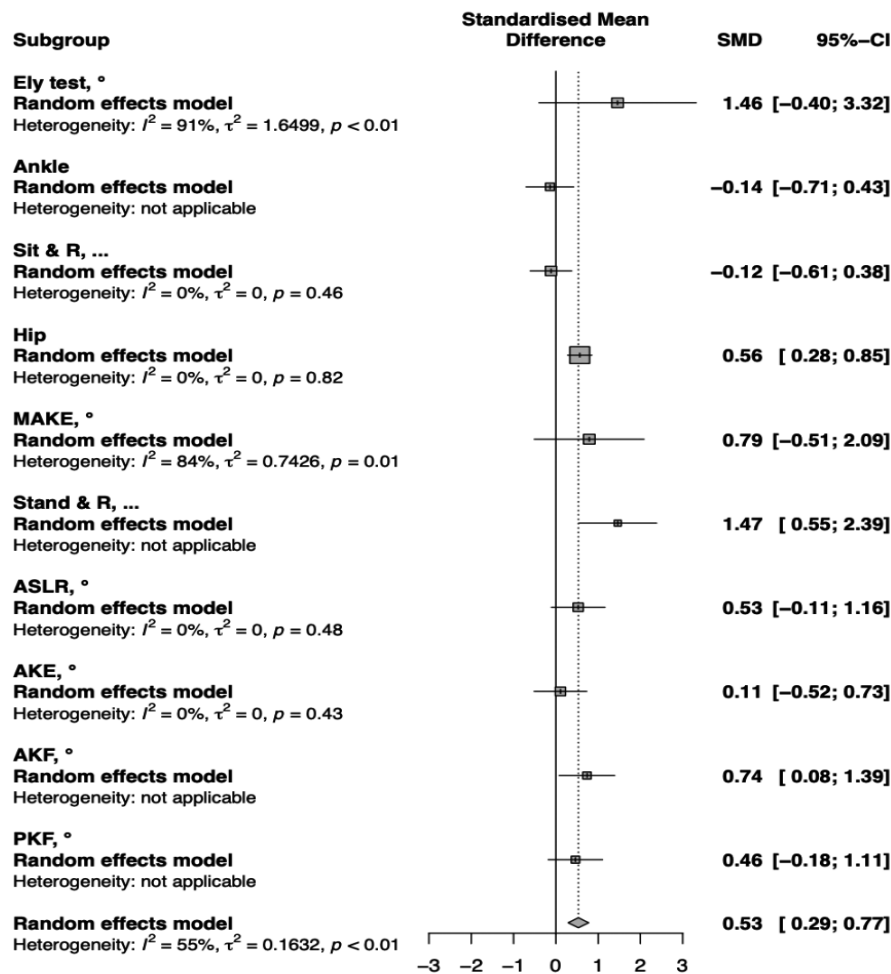 Subgroup Standardised Mean Difference SMD 95%−CI
Ely test, °
Random effects model 1.46 [−0.40; 3.32]
Heterogeneity: I² = 91%, τ² = 1.6499, p < 0.01
Ankle
Random effects model −0.14 [−0.71; 0.43]
Heterogeneity: not applicable
Sit & R, ...
Random effects model −0.12 [−0.61; 0.38]
Heterogeneity: I² = 0%, τ² = 0, p = 0.46
Hip
Random effects model 0.56 [ 0.28; 0.85]
Heterogeneity: I² = 0%, τ² = 0, p = 0.82
MAKE, °
Random effects model 0.79 [−0.51; 2.09]
Heterogeneity: I² = 84%, τ² = 0.7426, p = 0.01
Stand & R, ...
Random effects model 1.47 [ 0.55; 2.39]
Heterogeneity: not applicable
ASLR, °
Random effects model 0.53 [−0.11; 1.16]
Heterogeneity: I² = 0%, τ² = 0, p = 0.48
AKE, °
Random effects model 0.11 [−0.52; 0.73]
Heterogeneity: I² = 0%, τ² = 0, p = 0.43
AKF, °
Random effects model 0.74 [ 0.08; 1.39]
Heterogeneity: not applicable
PKF, °
Random effects model 0.46 [−0.18; 1.11]
Heterogeneity: not applicable
Random effects model 0.53 [ 0.29; 0.77]
Heterogeneity: I² = 55%, τ² = 0.1632, p < 0.01
−3 −2 −1 0 1 2 3